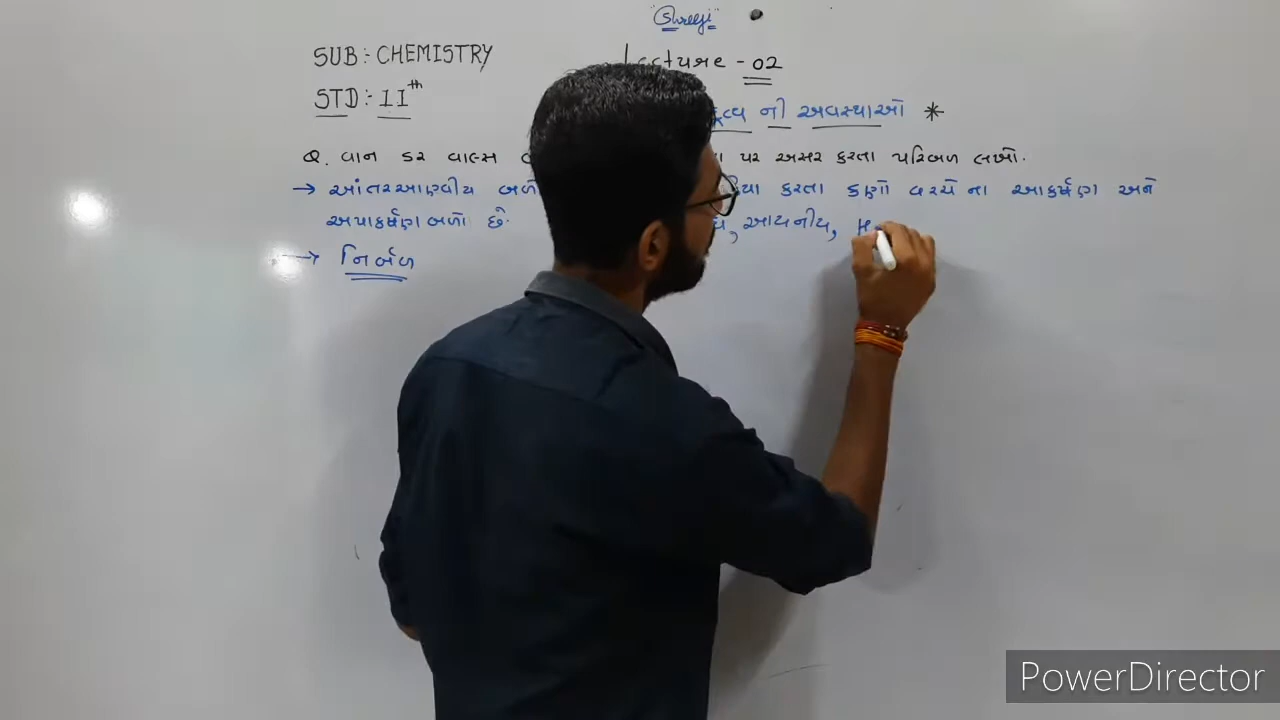 "Shreeji"
SUB:- CHEMISTRY
Lecture - 02
STD:- 11th
દ્રવ્ય ની અવસ્થાઓ *
Q. વાન ડર વાલ્સ પર અસર કરતા પરિબળ લખો.
→ આંતરઆણ્વીય બળો કરતા કણો વચ્ચે ના આકર્ષણ અને
અપાકર્ષણ બળો છે , આયનીય, H
→ નિર્બળ
PowerDirector